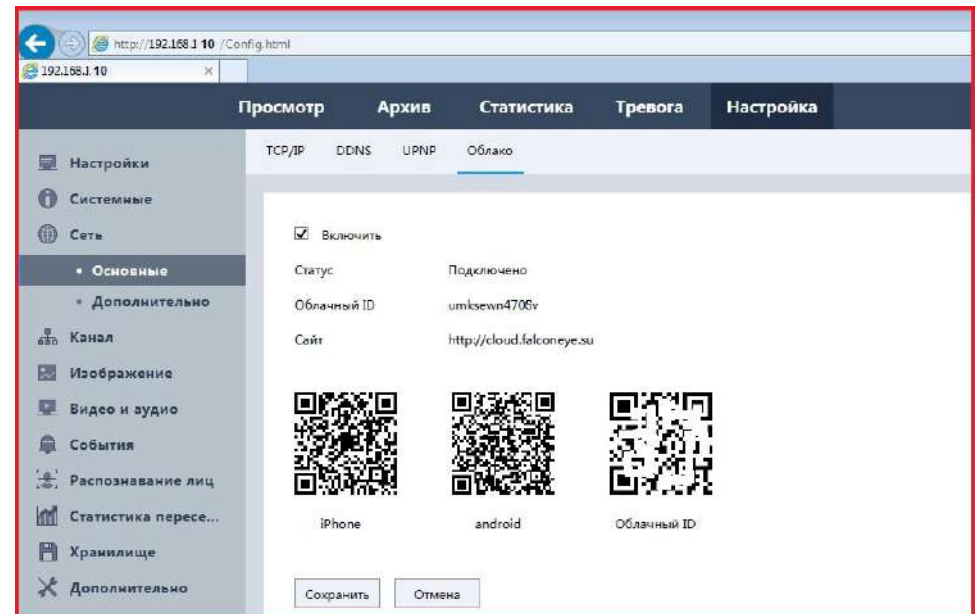 http://192.168.1 10 /Config.html
192.168.1.10
Просмотр Архив Статистика Тревога Настройка
TCP/IP DDNS UPNP Облако
Настройки
Системные
Сеть
• Основные
• Дополнительно
Канал
Изображение
Видео и аудио
События
Распознавание лиц
Статистика пересе...
Хранилище
Дополнительно
Включить
Статус Подключено
Облачный ID umksewn4708v
Сайт http://cloud.falconeye.su
iPhone android Облачный ID
Сохранить Отмена